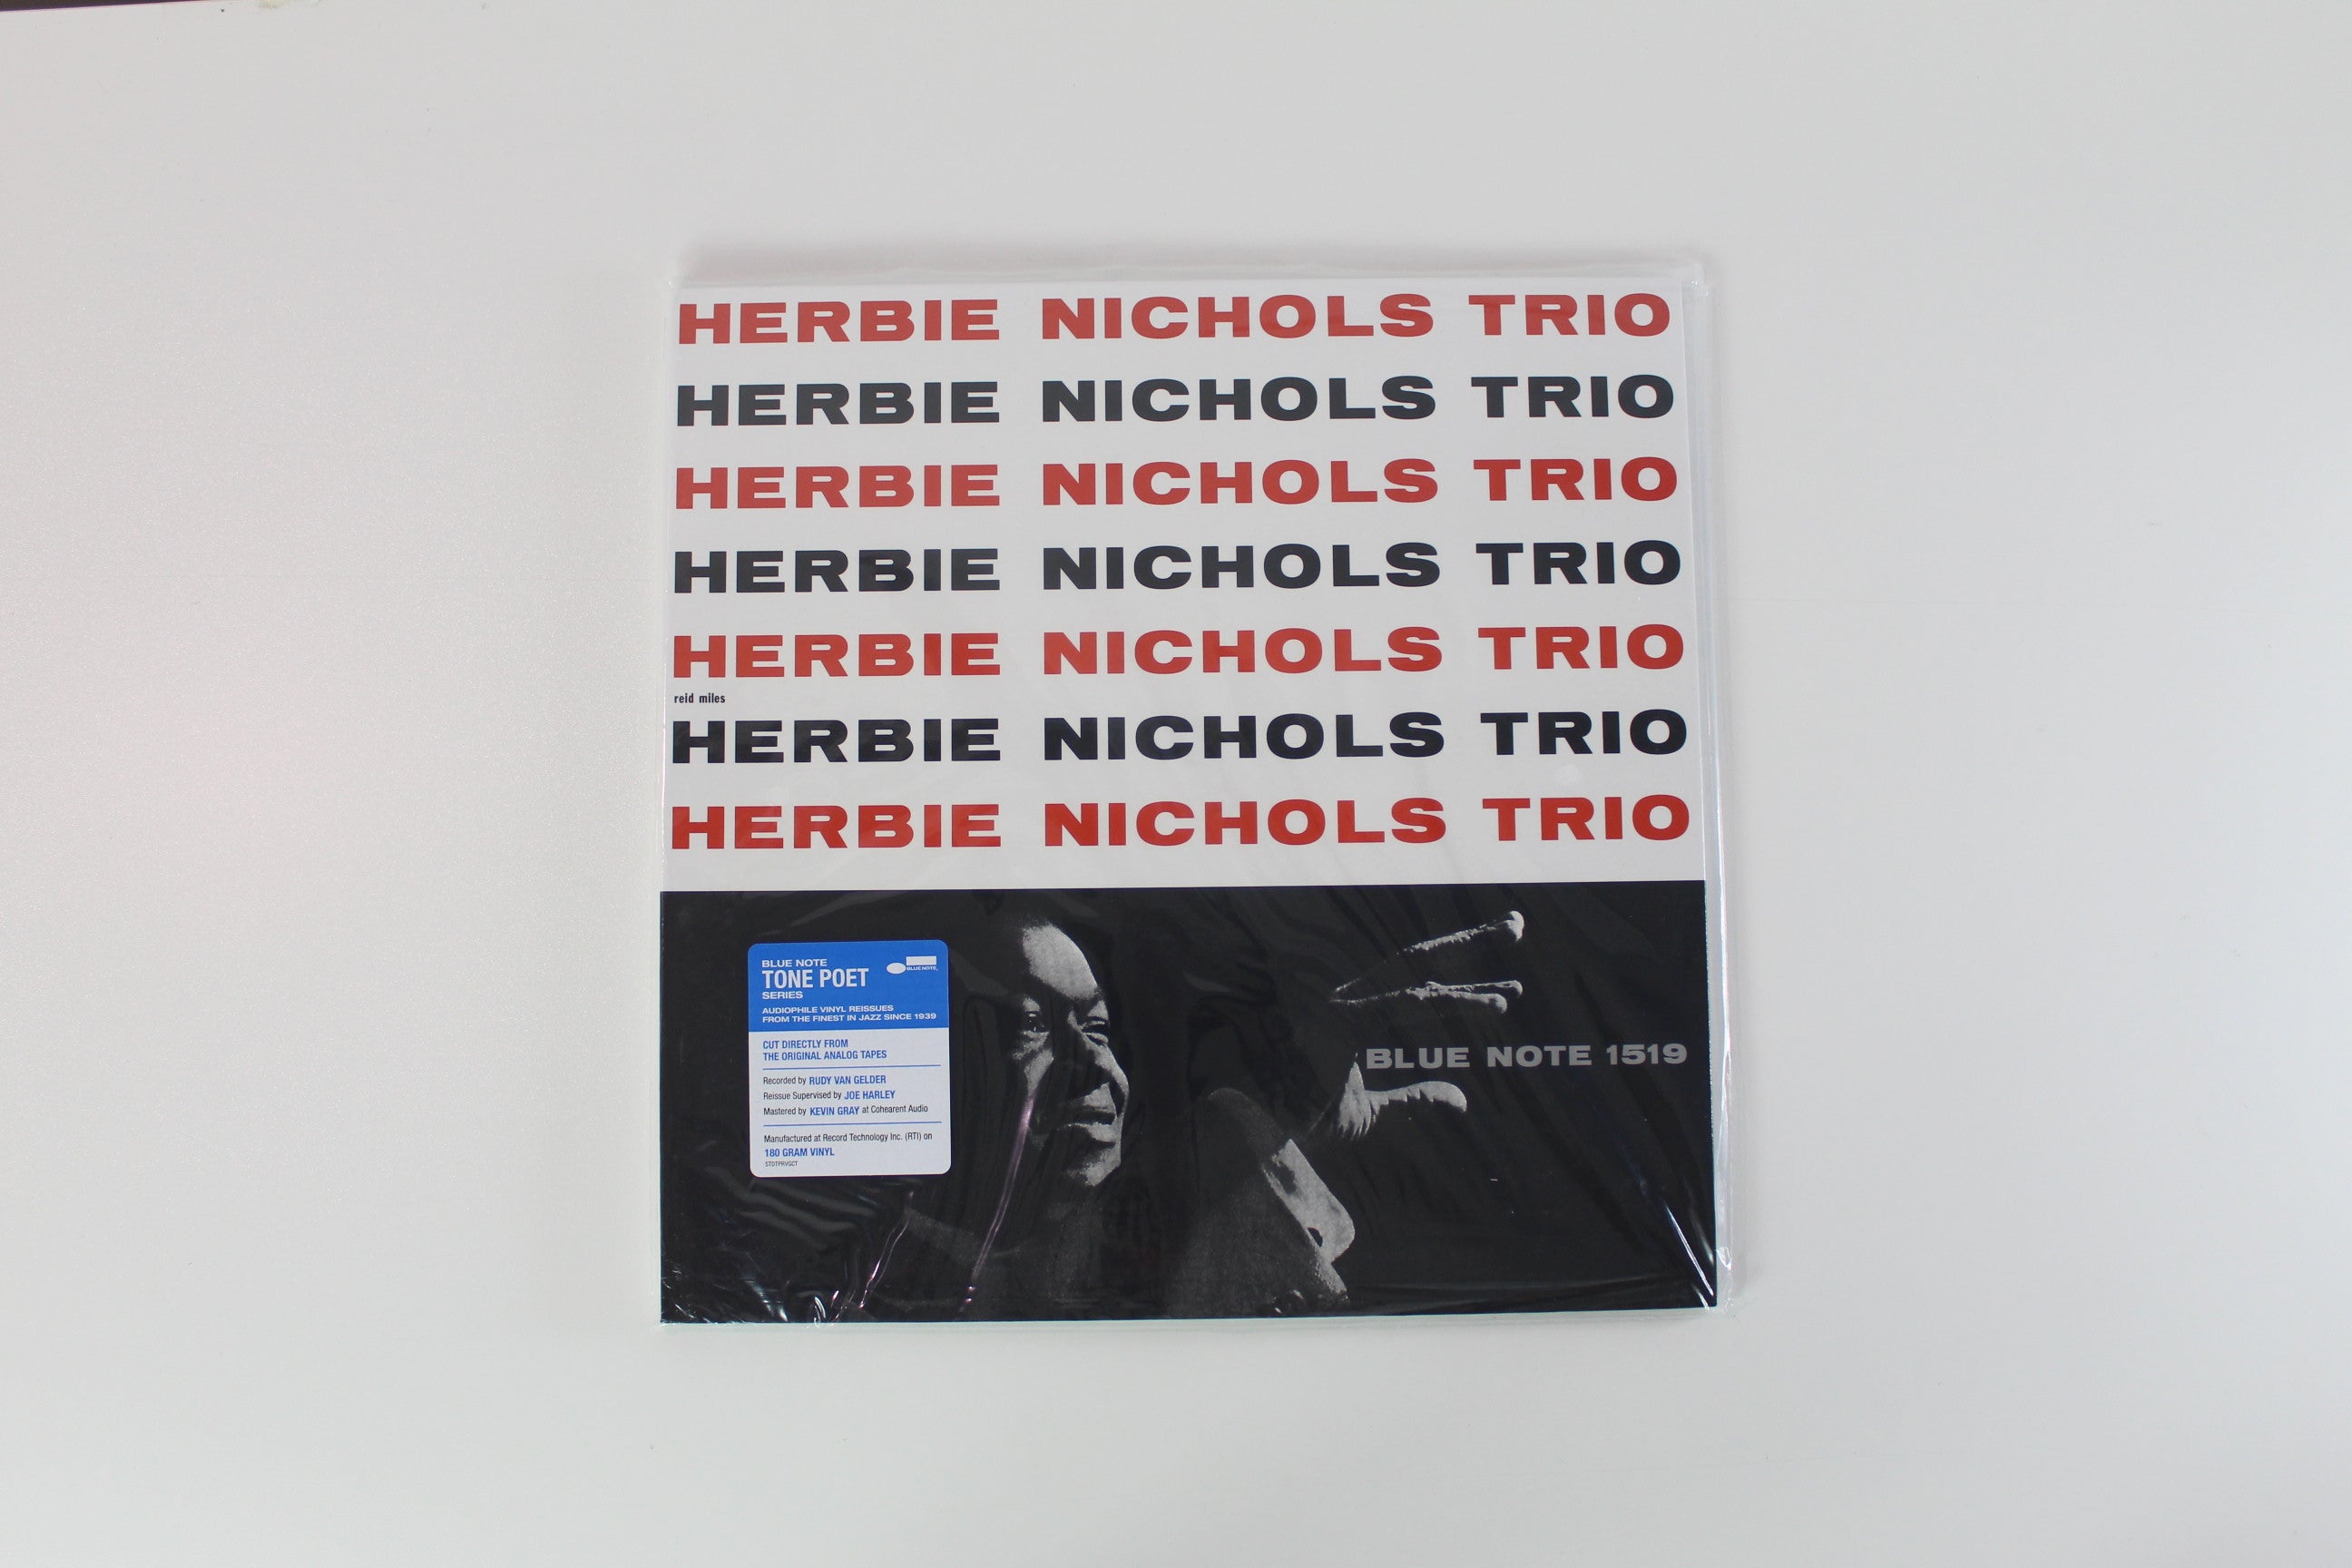 HERBIE NICHOLS TRIO
HERBIE NICHOLS TRIO
HERBIE NICHOLS TRIO
HERBIE NICHOLS TRIO
HERBIE NICHOLS TRIO
reid miles
HERBIE NICHOLS TRIO
HERBIE NICHOLS TRIO
BLUE NOTE
TONE POET
SERIES
BLUE NOTE
AUDIOPHILE VINYL REISSUES
FROM THE FINEST IN JAZZ SINCE 1939
CUT DIRECTLY FROM
THE ORIGINAL ANALOG TAPES
Recorded by RUDY VAN GELDER
Reissue Supervised by JOE HARLEY
Mastered by KEVIN GRAY at Cohearent Audio
Manufactured at Record Technology Inc. (RTI) on
180 GRAM VINYL
STDTPRVGCT
BLUE NOTE 1519